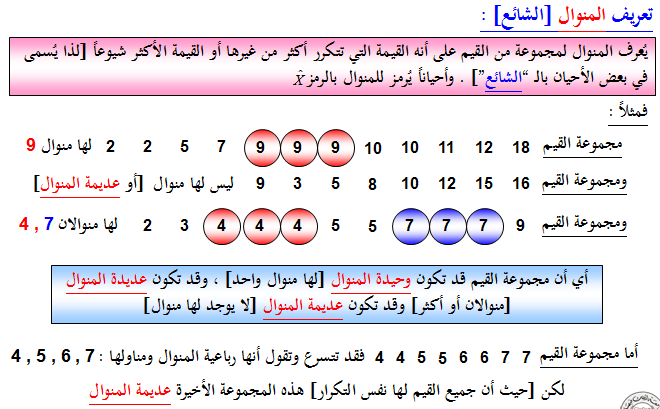 تعريف المنوال [الشائع] :
يُعرف المنوال لمجموعة من القيم على أنه القيمة التي تتكرر أكثر من غيرها أو القيمة الأكثر شيوعاً [لذا يُسمى
في بعض الأحيان بالـ “الشائع”] . وأحياناً يُرمز للمنوال بالرمز X̂
فمثلاً :
مجموعة القيم 18 12 11 10 10 9 9 9 7 5 2 2 لها منوال 9
ومجموعة القيم 16 15 12 10 8 5 3 9 ليس لها منوال [أو عديمة المنوال]
ومجموعة القيم 9 7 7 7 5 5 4 4 4 3 2 لها منوالان 7 , 4
أي أن مجموعة القيم قد تكون وحيدة المنوال [لها منوال واحد] ، وقد تكون عديدة المنوال
[منوالان أو أكثر] وقد تكون عديمة المنوال [لا يوجد لها منوال]
أما مجموعة القيم 7 7 6 6 5 5 4 4 فقد تتسرع وتقول أنها رباعية المنوال ومناولها : 7 , 6 , 5 , 4
لكن [حيث أن جميع القيم لها نفس التكرار] هذه المجموعة الأخيرة عديمة المنوال